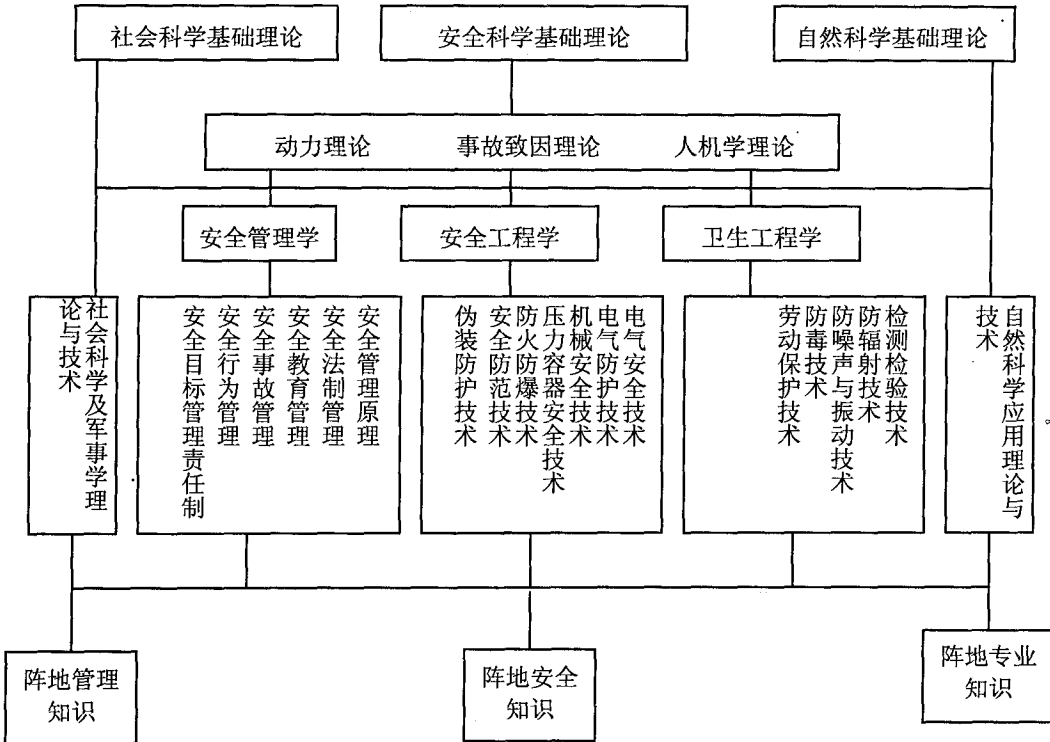 社会科学基础理论
安全科学基础理论
自然科学基础理论
动力理论 事故致因理论 人机学理论
安全管理学
安全工程学
卫生工程学
社会科学及军事学理
论与技术
安全管理原理
安全法制管理
安全教育管理
安全事故管理
安全行为管理
安全目标管理责任制
电气安全技术
电气防护技术
机械安全技术
压力容器安全技术
防火防爆技术
安全防范技术
伪装防护技术
检测检验技术
防辐射技术
防噪声与振动技术
防毒技术
劳动保护技术
自然科学应用理论与
技术
阵地管理
知识
阵地安全
知识
阵地专业
知识